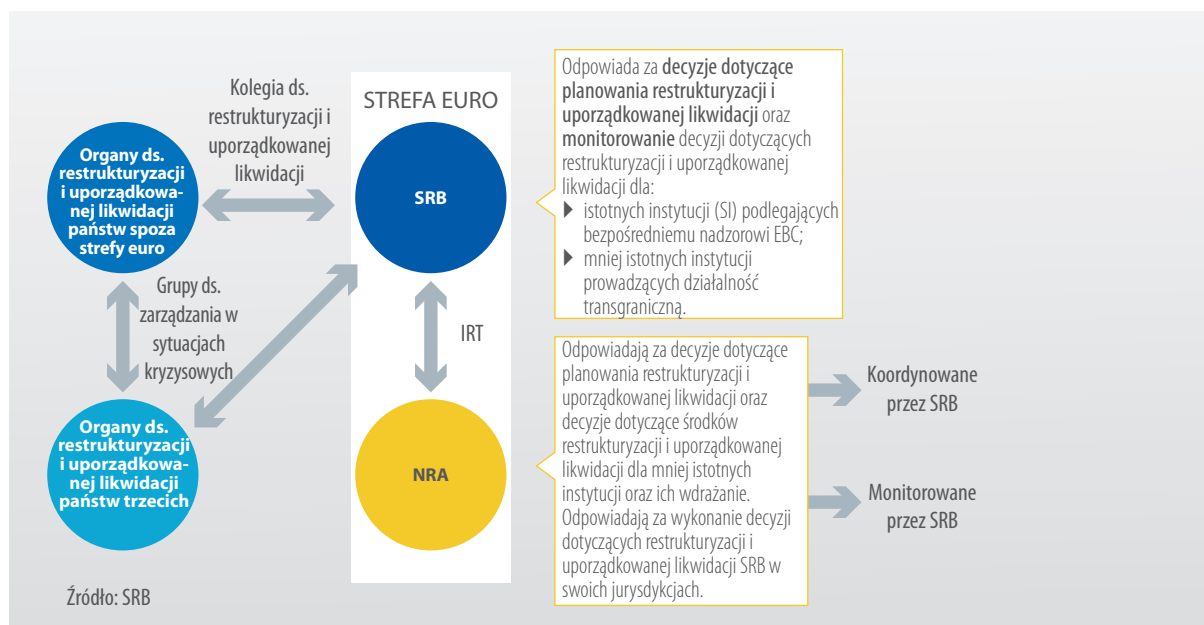 Kolegia ds.
restrukturyzacji i
uporządkowanej
likwidacji
STREFA EURO
Organy ds.
restrukturyzacji
i uporządkowa-
nej likwidacji
państw spoza
strefy euro
SRB
Odpowiada za decyzje dotyczące
planowania restrukturyzacji i
uporządkowanej likwidacji oraz
monitorowanie decyzji dotyczących
restrukturyzacji i uporządkowanej
likwidacji dla:
istotnych instytucji (SI) podlegających
bezpośredniemu nadzorowi EBC;
mniej istotnych instytucji
prowadzących działalność
transgraniczną.
Grupy ds.
zarządzania w
sytuacjach
kryzysowych
IRT
Organy ds.
restrukturyzacji
i uporządkowa-
nej likwidacji
państw trzecich
NRA
Odpowiadają za decyzje dotyczące
planowania restrukturyzacji i
uporządkowanej likwidacji oraz
decyzje dotyczące środków
restrukturyzacji i uporządkowanej
likwidacji dla mniej istotnych
instytucji oraz ich wdrażanie.
Odpowiadają za wykonanie decyzji
dotyczących restrukturyzacji i
uporządkowanej likwidacji SRB w
swoich jurysdykcjach.
Koordynowane
przez SRB
Monitorowane
przez SRB
Źródło: SRB